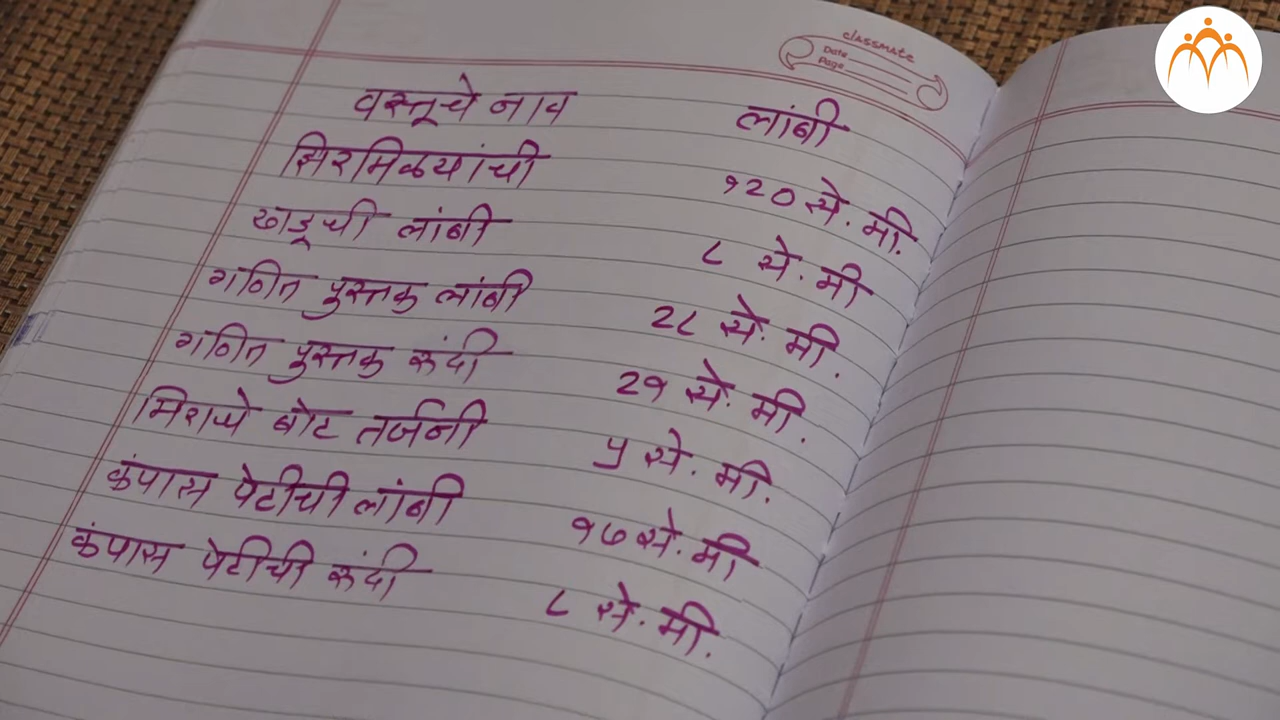 classmate
Date
Page
वस्तूचे नाव लांबी
झिरमिळयांची १२० से. मी.
खडूची लांबी ८ से. मी
गणित पुस्तक लांबी २८ से. मी.
गणित पुस्तक रुंदी २१ से. मी.
मिराचे बोट तर्जनी ५ से. मी.
कंपास पेटीची लांबी १७ से. मी
कंपास पेटीची रुंदी ८ से. मी.